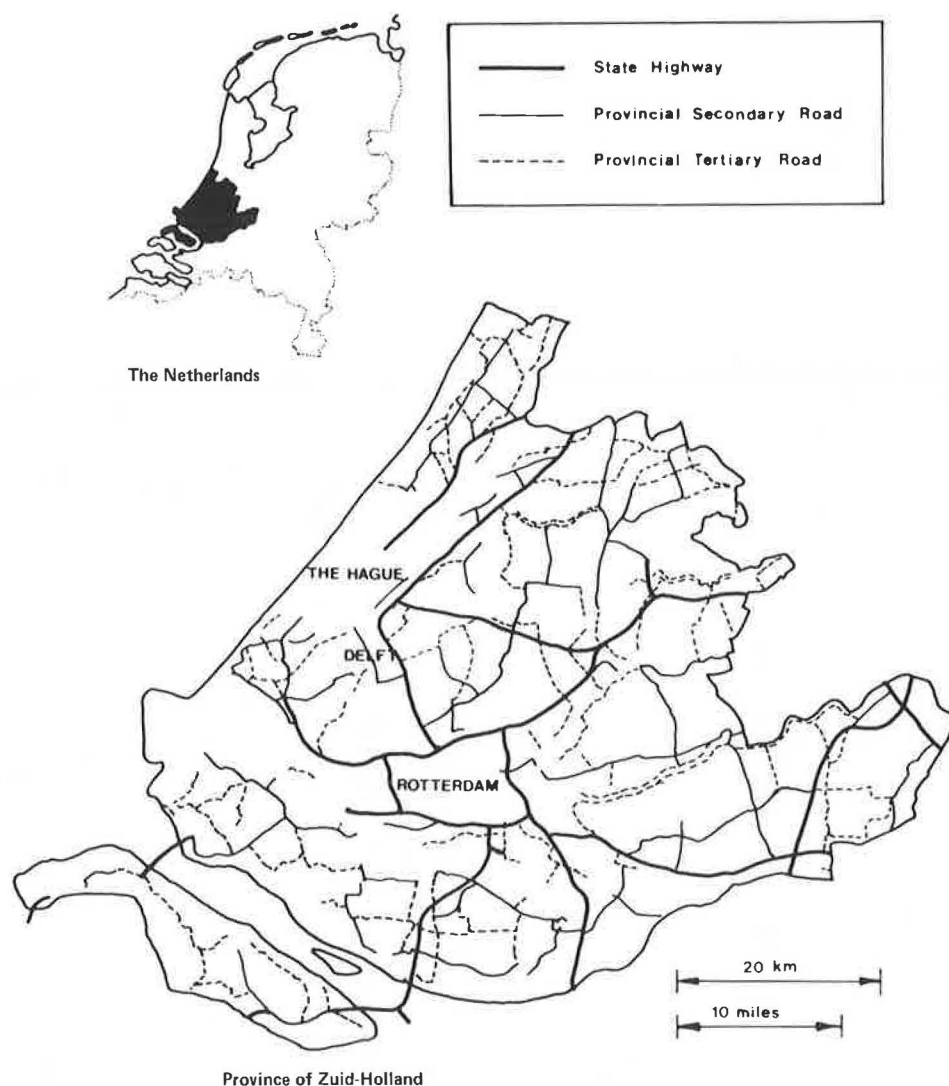 State Highway
Provincial Secondary Road
Provincial Tertiary Road
The Netherlands
THE HAGUE
DELFT
ROTTERDAM
20 km
10 miles
Province of Zuid-Holland